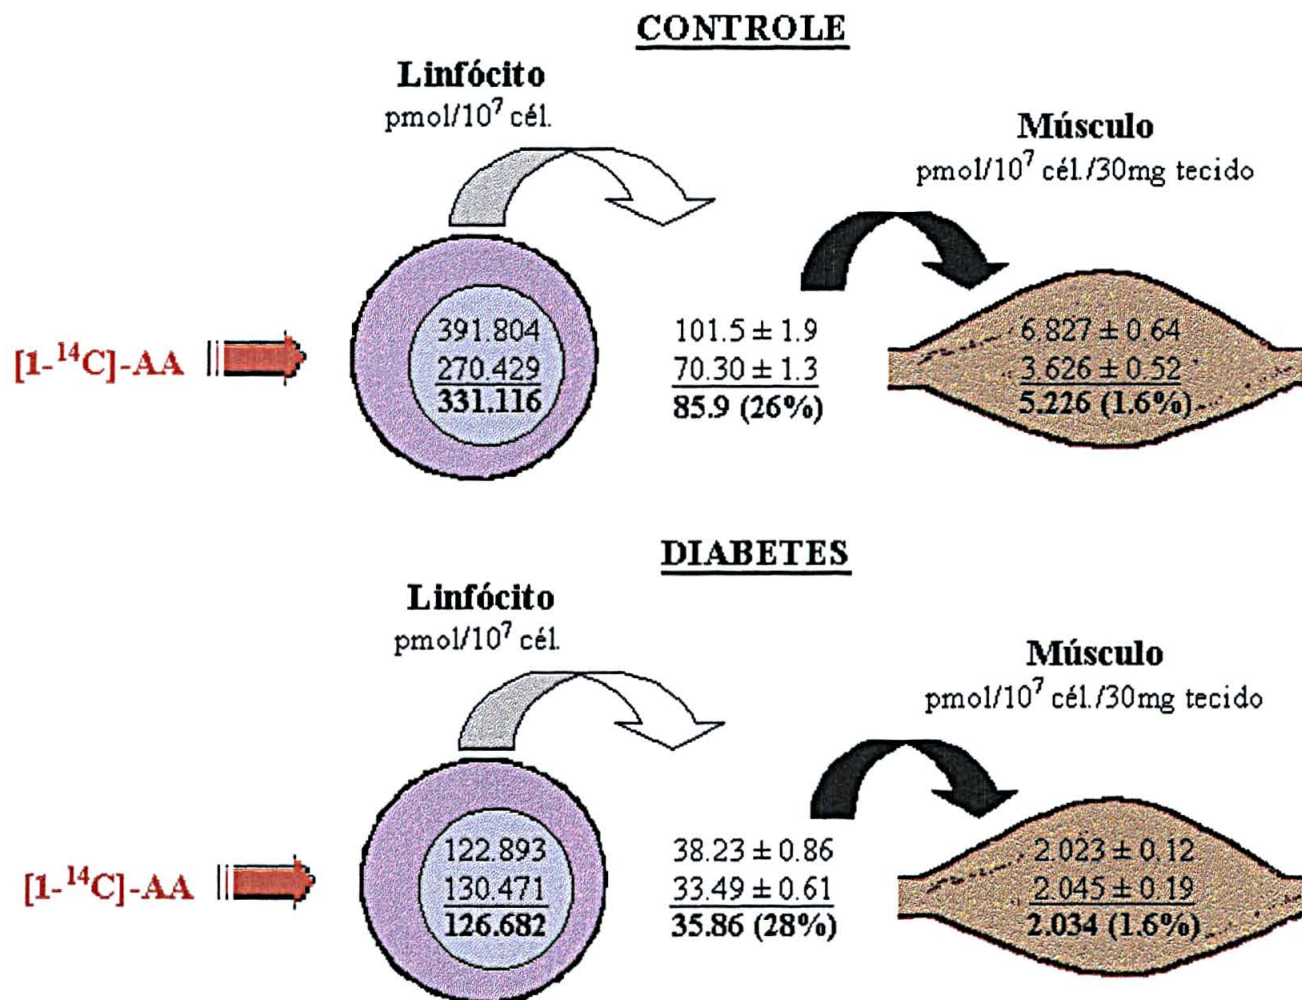 CONTROLE
Linfócito
pmol/10⁷ cél.
Músculo
pmol/10⁷ cél./30mg tecido
[1-¹⁴C]-AA
391.804
270.429
331.116
101.5 ± 1.9
70.30 ± 1.3
85.9 (26%)
6.827 ± 0.64
3.626 ± 0.52
5.226 (1.6%)
DIABETES
Linfócito
pmol/10⁷ cél.
Músculo
pmol/10⁷ cél./30mg tecido
[1-¹⁴C]-AA
122.893
130.471
126.682
38.23 ± 0.86
33.49 ± 0.61
35.86 (28%)
2.023 ± 0.12
2.045 ± 0.19
2.034 (1.6%)